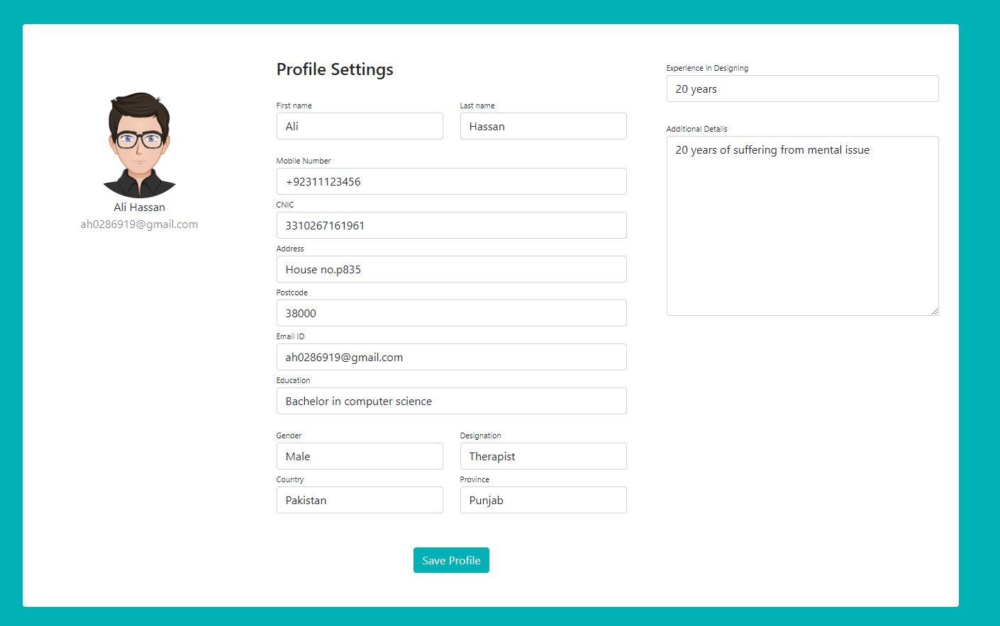 Ali Hassan
ah0286919@gmail.com
Profile Settings
First name
Last name
Ali
Hassan
Mobile Number
+92311123456
CNIC
3310267161961
Address
House no.p835
Postcode
38000
Email ID
ah0286919@gmail.com
Education
Bachelor in computer science
Gender
Designation
Male
Therapist
Country
Province
Pakistan
Punjab
Save Profile
Experience in Designing
20 years
Additional Details
20 years of suffering from mental issue